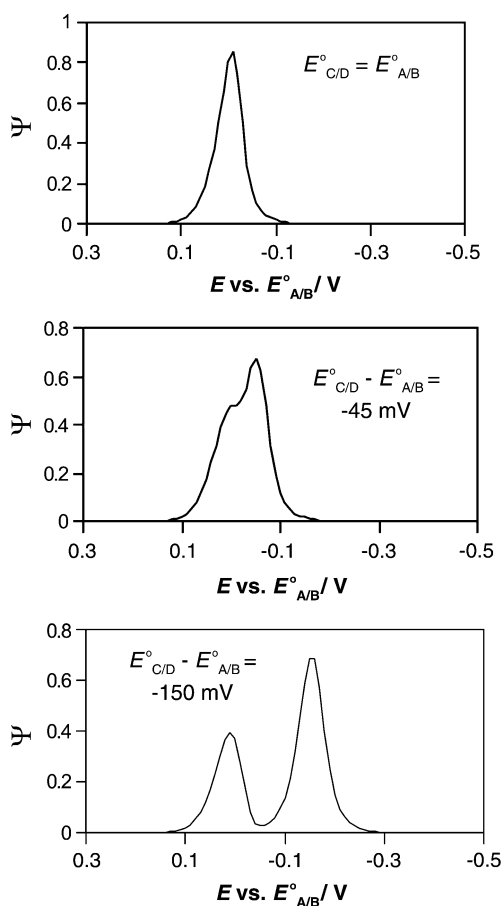 1
0.8
0.6
0.4
0.2
0
Ψ
E°C/D = E°A/B
0.3 0.1 -0.1 -0.3 -0.5
E vs. E°A/B/ V
0.8
0.6
0.4
0.2
0
Ψ
E°C/D - E°A/B =
-45 mV
0.3 0.1 -0.1 -0.3 -0.5
E vs. E°A/B/ V
0.8
0.6
0.4
0.2
0
Ψ
E°C/D - E°A/B =
-150 mV
0.3 0.1 -0.1 -0.3 -0.5
E vs. E°A/B/ V